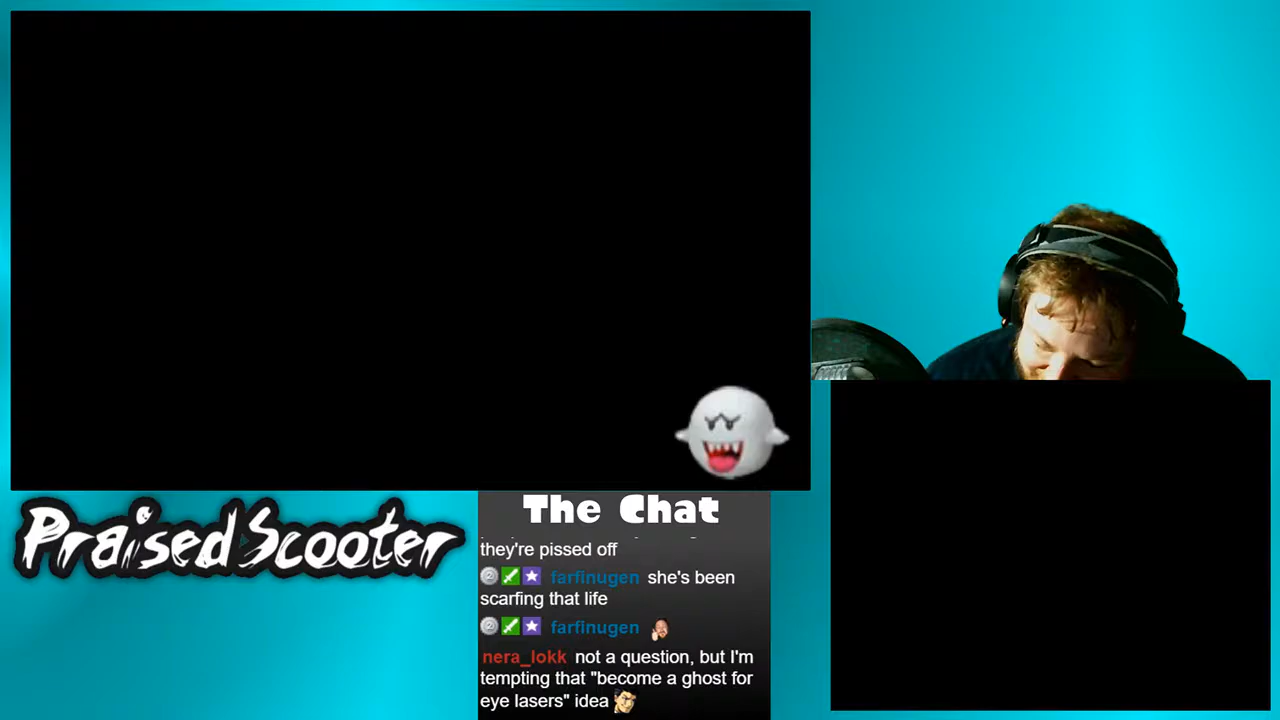 PraisedScooter
The Chat
they're pissed off
farfinugen she's been
scarfing that life
farfinugen
nera_lokk not a question, but I'm
tempting that "become a ghost for
eye lasers" idea